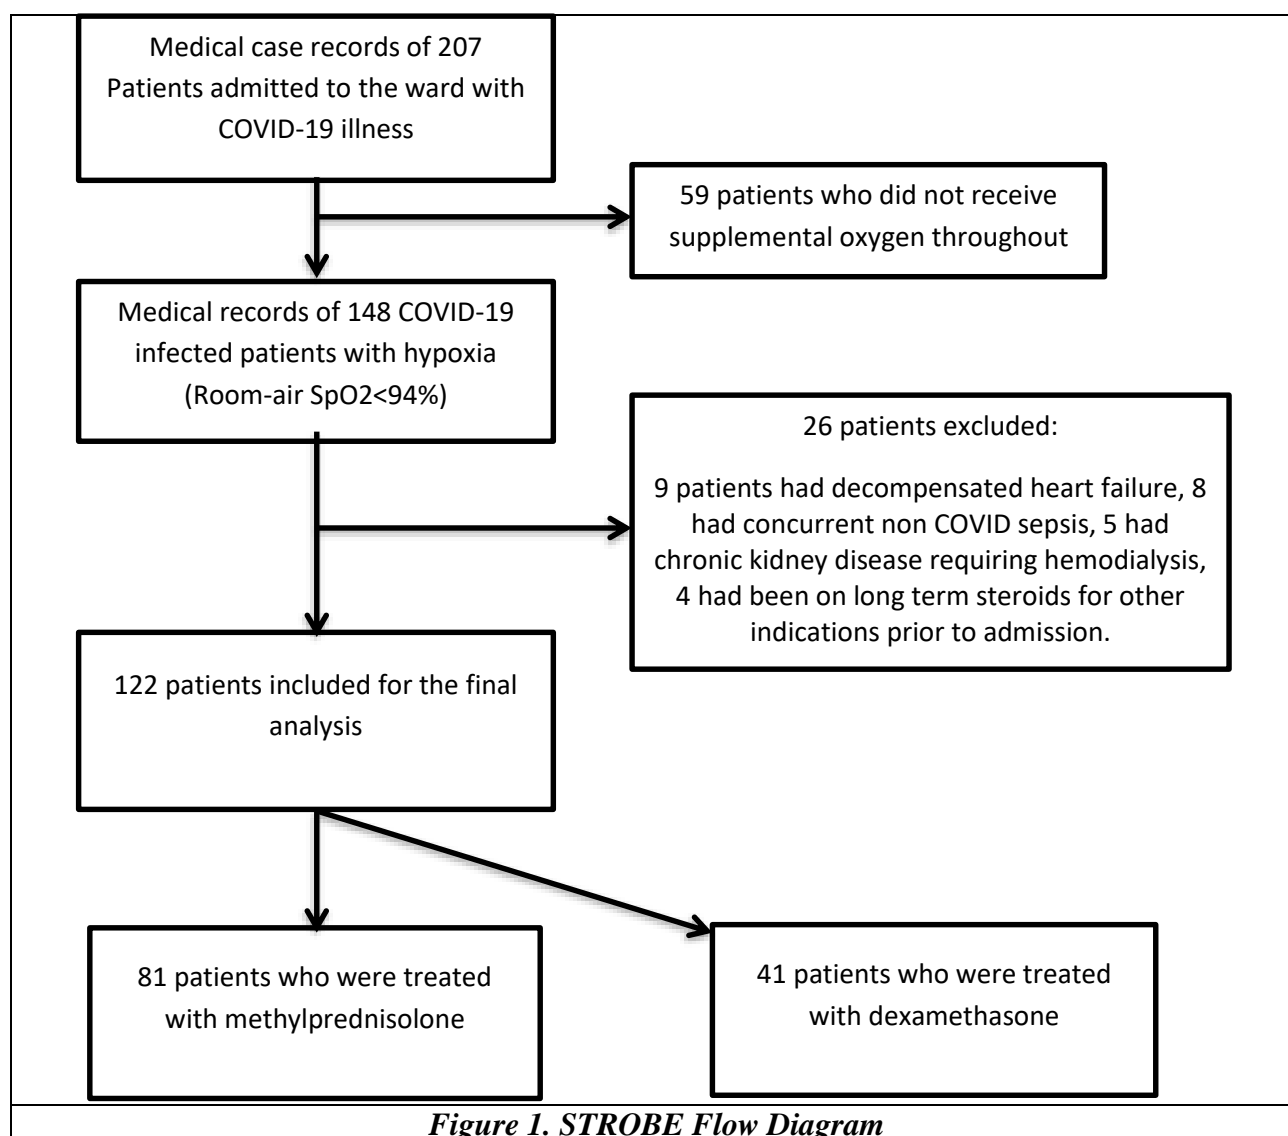 Medical case records of 207
Patients admitted to the ward with
COVID-19 illness
59 patients who did not receive
supplemental oxygen throughout
Medical records of 148 COVID-19
infected patients with hypoxia
(Room-air SpO2<94%)
26 patients excluded:
9 patients had decompensated heart failure, 8
had concurrent non COVID sepsis, 5 had
chronic kidney disease requiring hemodialysis,
4 had been on long term steroids for other
indications prior to admission.
122 patients included for the final
analysis
81 patients who were treated
with methylprednisolone
41 patients who were treated
with dexamethasone
Figure 1. STROBE Flow Diagram